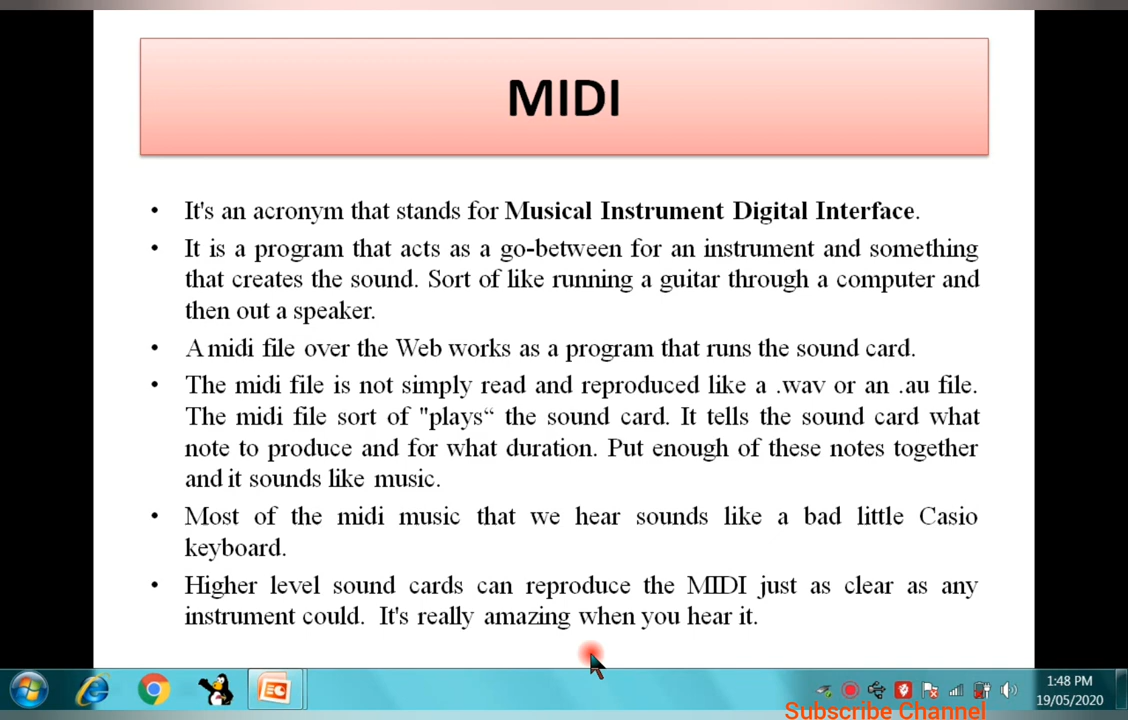 MIDI
• It's an acronym that stands for Musical Instrument Digital Interface.
• It is a program that acts as a go-between for an instrument and something
that creates the sound. Sort of like running a guitar through a computer and
then out a speaker.
• A midi file over the Web works as a program that runs the sound card.
• The midi file is not simply read and reproduced like a .wav or an .au file.
The midi file sort of "plays“ the sound card. It tells the sound card what
note to produce and for what duration. Put enough of these notes together
and it sounds like music.
• Most of the midi music that we hear sounds like a bad little Casio
keyboard.
• Higher level sound cards can reproduce the MIDI just as clear as any
instrument could. It's really amazing when you hear it.
1:48 PM
19/05/2020
Subscribe Channel